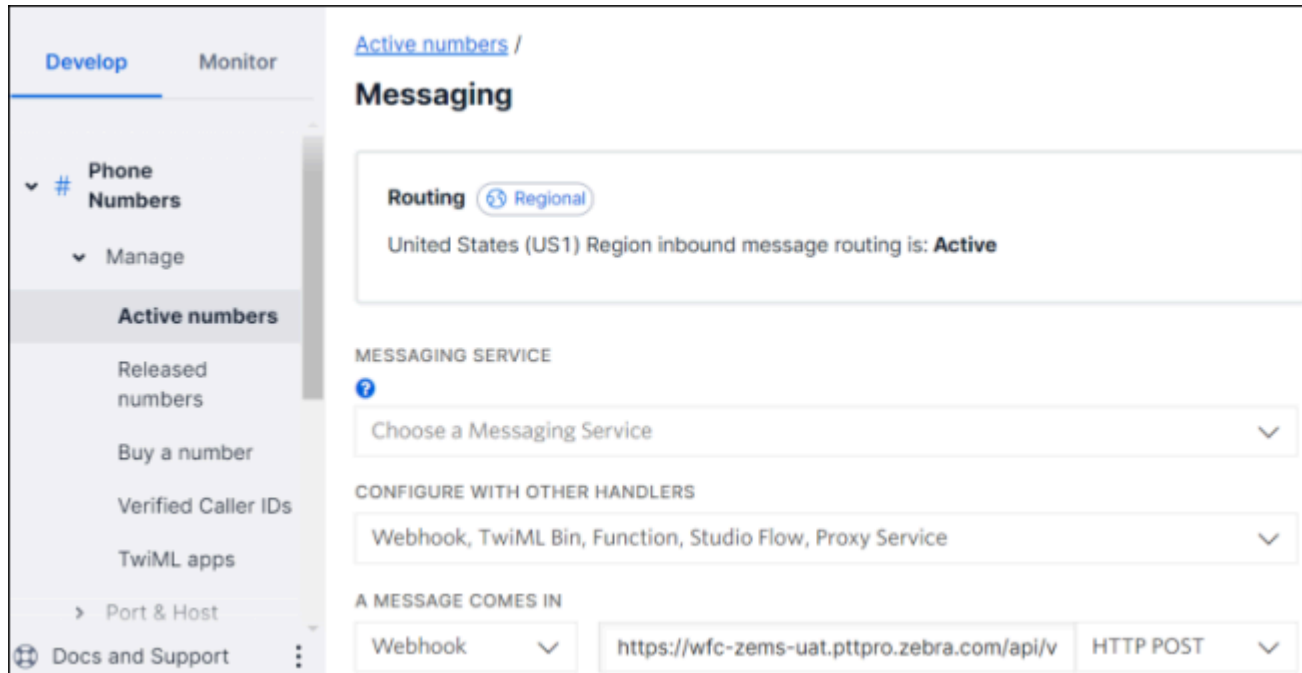 Develop Monitor
# Phone
Numbers
Manage
Active numbers
Released
numbers
Buy a number
Verified Caller IDs
TwiML apps
Port & Host
Docs and Support
Active numbers /
Messaging
Routing Regional
United States (US1) Region inbound message routing is: Active
MESSAGING SERVICE
?
Choose a Messaging Service
CONFIGURE WITH OTHER HANDLERS
Webhook, TwiML Bin, Function, Studio Flow, Proxy Service
A MESSAGE COMES IN
Webhook https://wfc-zems-uat.pttpro.zebra.com/api/v HTTP POST